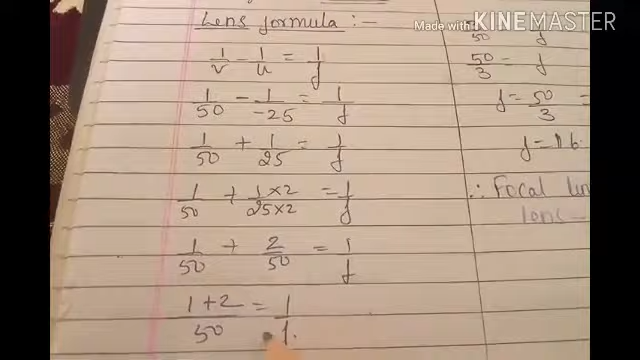 Made with KINEMASTER
Lens formula :-
1/v - 1/u = 1/f
1/50 - 1/-25 = 1/f
1/50 + 1/25 = 1/f
1/50 + 1×2/25×2 = 1/f
1/50 + 2/50 = 1/f
1+2/50 = 1/f
50 f
50/3 = f
f = 50/3 =
f = 16.
∴ Focal
lens -